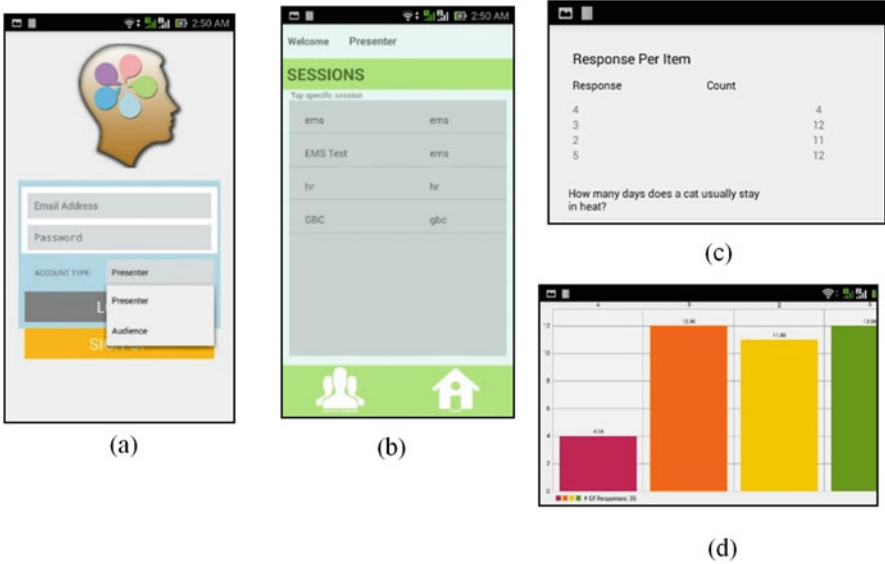 2:50 AM
Email Address
Password
ACCOUNT TYPE: Presenter
Presenter
Audience
(a)
2:50 AM
Welcome Presenter
SESSIONS
Tap specific session
ems ems
EMS Test ems
hr hr
GBC gbc
(b)
Response Per Item
Response Count
4 4
3 12
2 11
5 12
How many days does a cat usually stay
in heat?
(c)
4 3 2 5
12
10
8
6
4
2
0
# Of Responses:
(d)